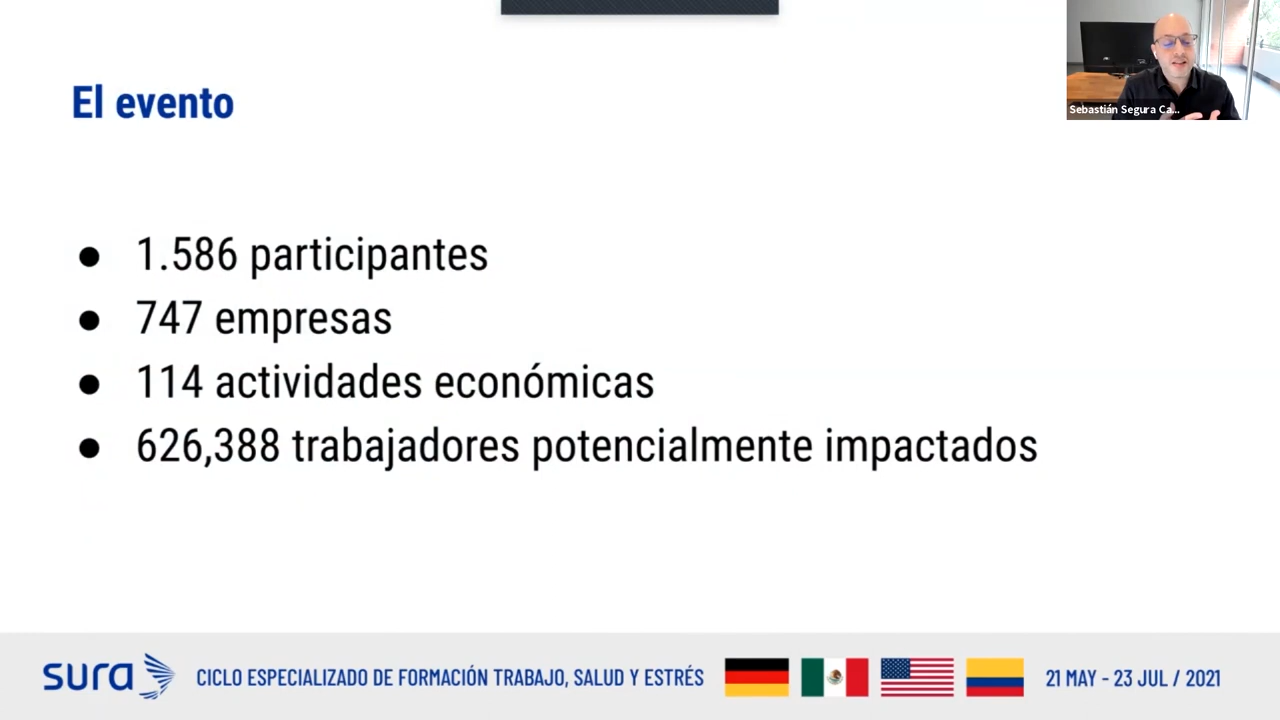 Sebastián Segura Ca...
El evento
● 1.586 participantes
● 747 empresas
● 114 actividades económicas
● 626,388 trabajadores potencialmente impactados
sura CICLO ESPECIALIZADO DE FORMACIÓN TRABAJO, SALUD Y ESTRÉS 21 MAY - 23 JUL / 2021